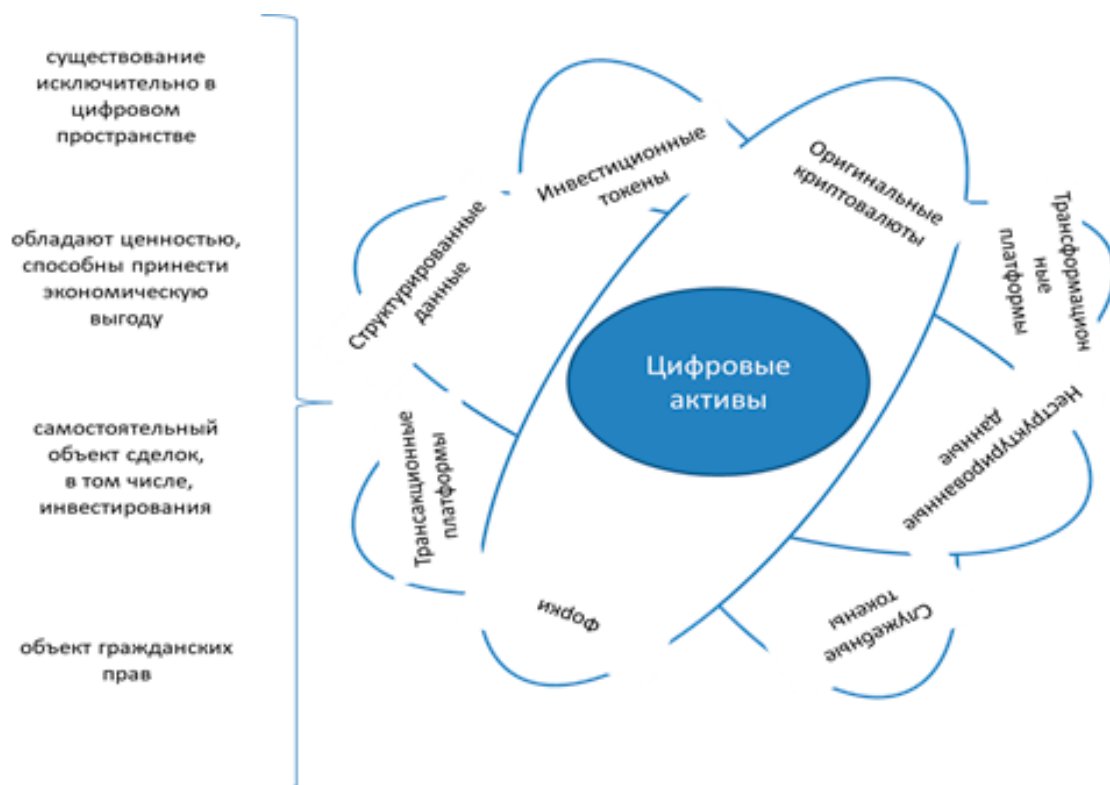 существование
исключительно в
цифровом
пространстве
обладают ценностью,
способны принести
экономическую
выгоду
самостоятельный
объект сделок,
в том числе,
инвестирования
объект гражданских
прав
Инвестиционные
токены
Оригинальные
криптовалюты
Трансформацион
ные
платформы
Структурированные
данные
Цифровые
активы
Неструктурированные
данные
Трансакционные
платформы
Форки
Служебные
токены